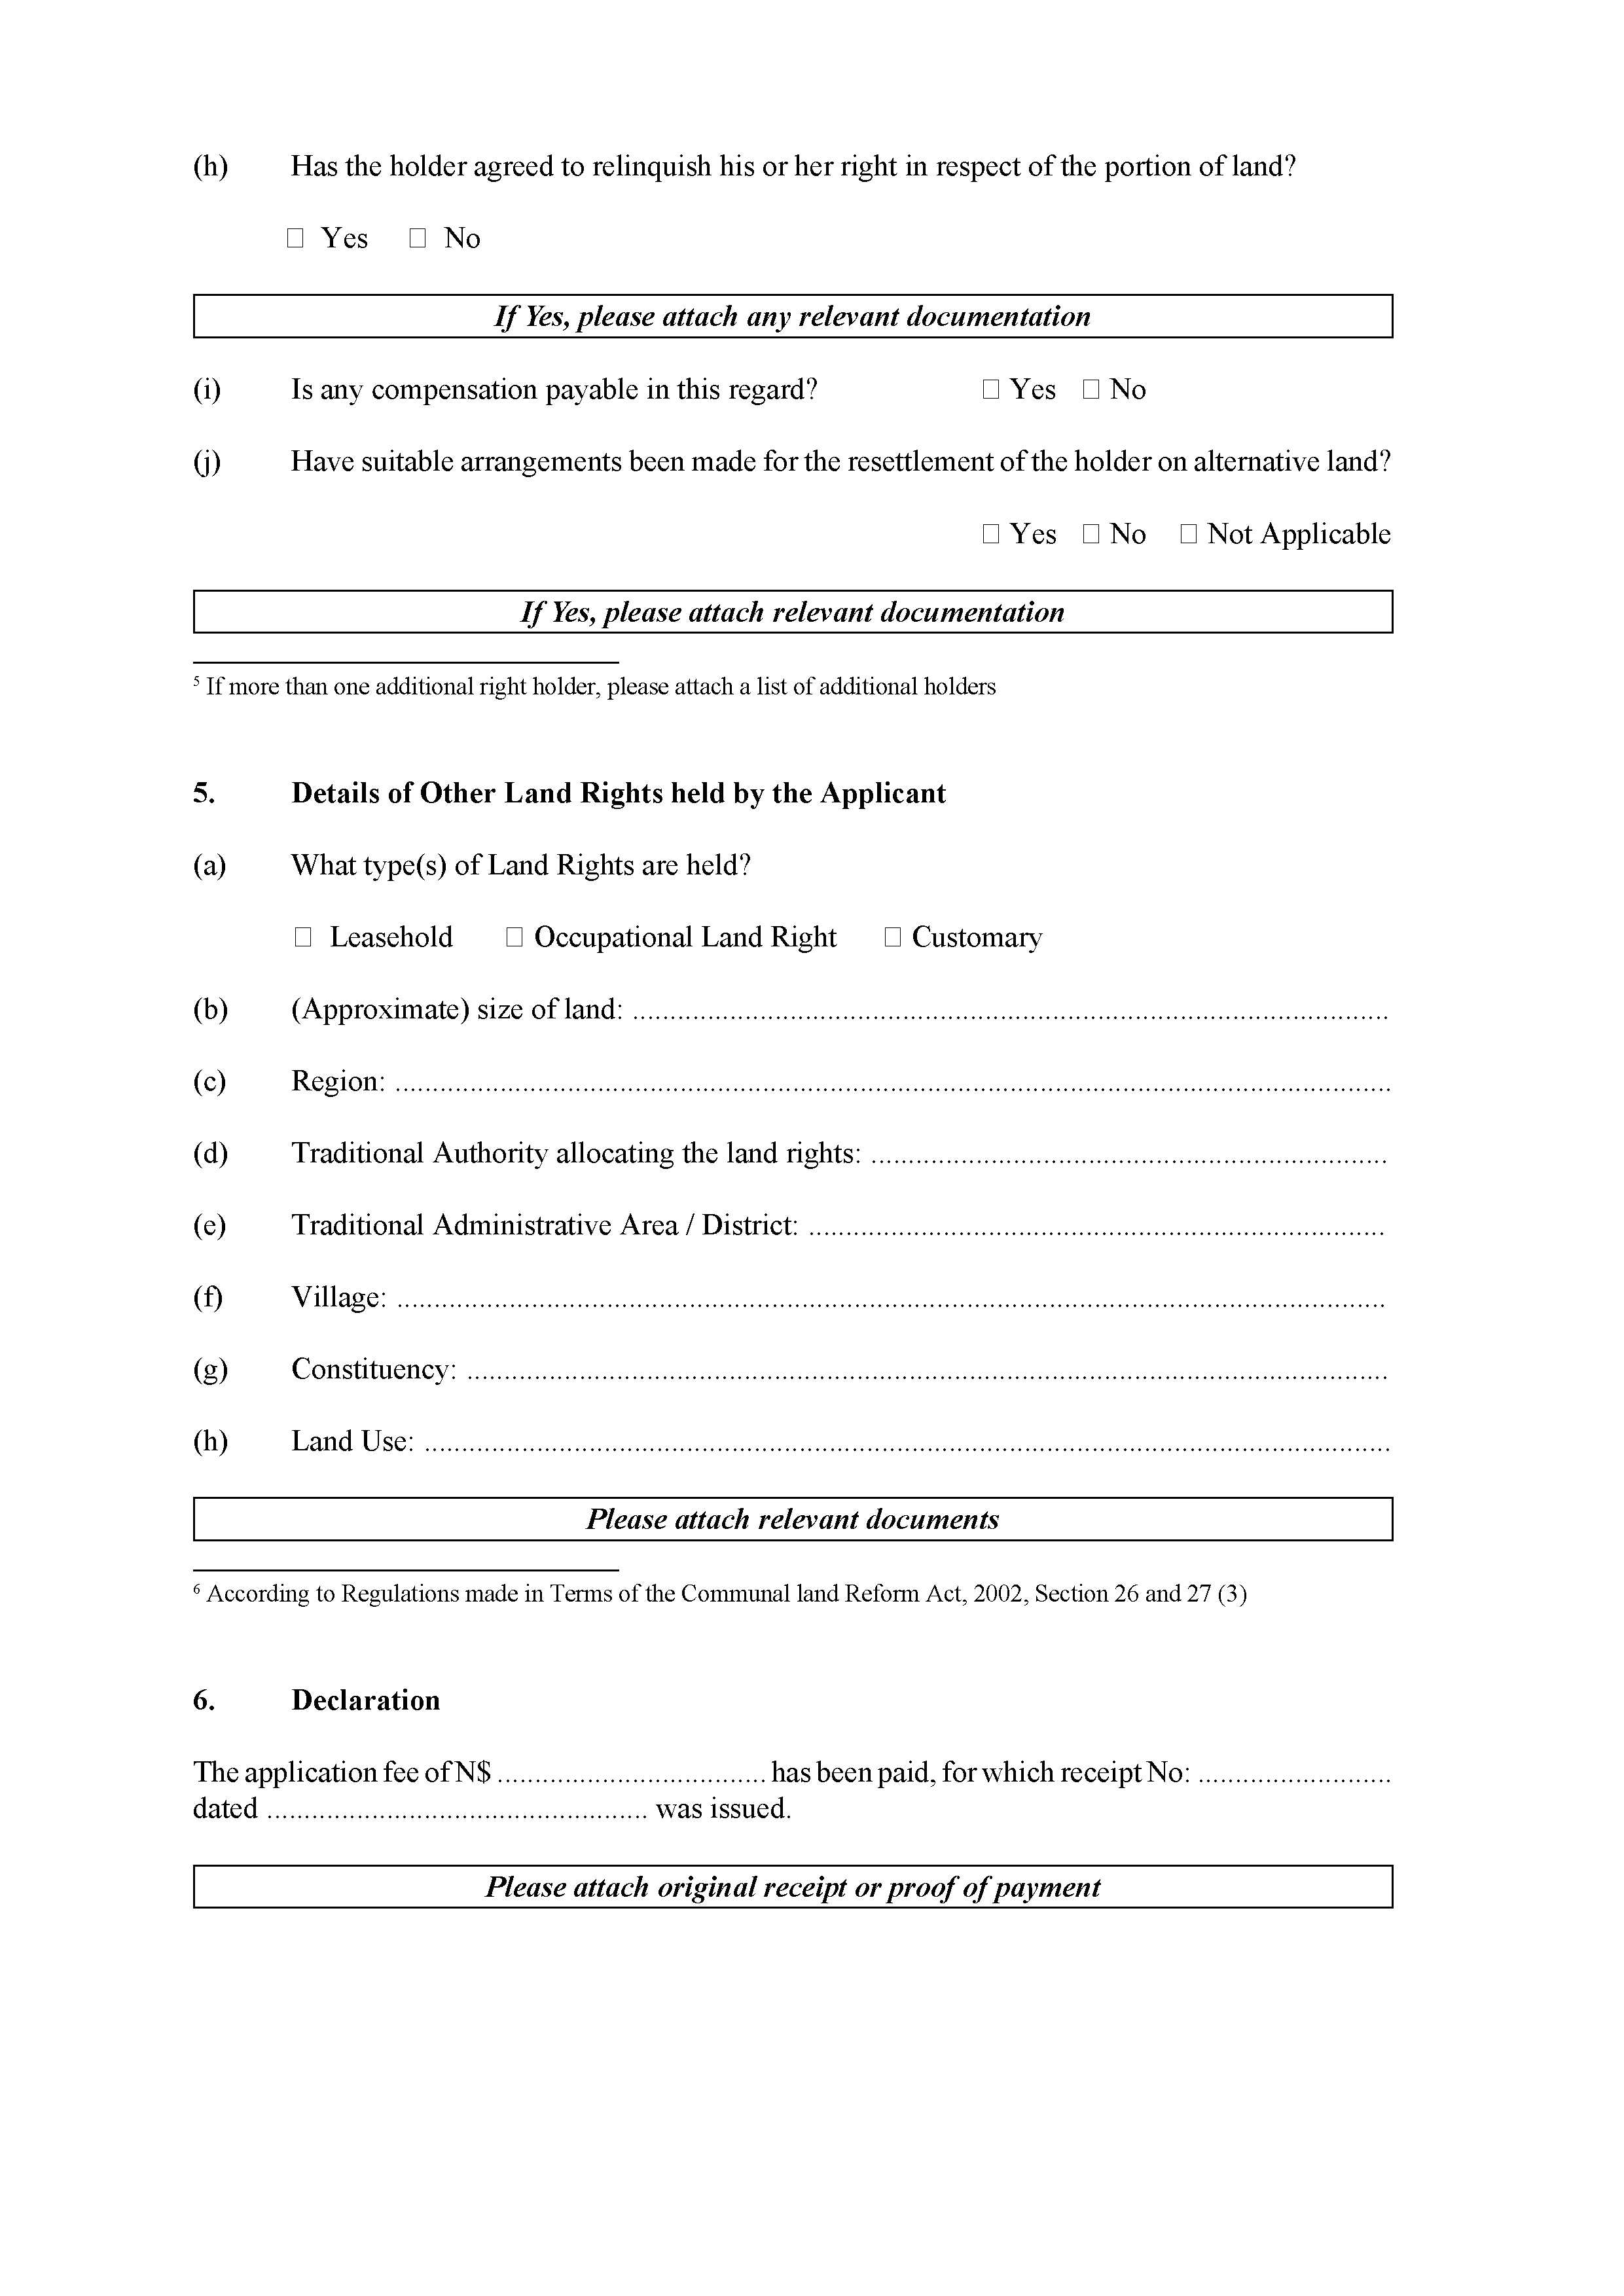 (h) Has the holder agreed to relinquish his or her right in respect of the portion of land?
☐ Yes ☐ No
If Yes, please attach any relevant documentation
(i) Is any compensation payable in this regard? ☐ Yes ☐ No
(j) Have suitable arrangements been made for the resettlement of the holder on alternative land?
☐ Yes ☐ No ☐ Not Applicable
If Yes, please attach relevant documentation
⁵ If more than one additional right holder, please attach a list of additional holders
5. Details of Other Land Rights held by the Applicant
(a) What type(s) of Land Rights are held?
☐ Leasehold ☐ Occupational Land Right ☐ Customary
(b) (Approximate) size of land: ....................................................................................................
(c) Region: ....................................................................................................................................
(d) Traditional Authority allocating the land rights: .....................................................................
(e) Traditional Administrative Area / District: .............................................................................
(f) Village: ...................................................................................................................................
(g) Constituency: ..........................................................................................................................
(h) Land Use: ................................................................................................................................
Please attach relevant documents
⁶ According to Regulations made in Terms of the Communal land Reform Act, 2002, Section 26 and 27 (3)
6. Declaration
The application fee of N$ .................................... has been paid, for which receipt No: ..........................
dated ................................................... was issued.
Please attach original receipt or proof of payment